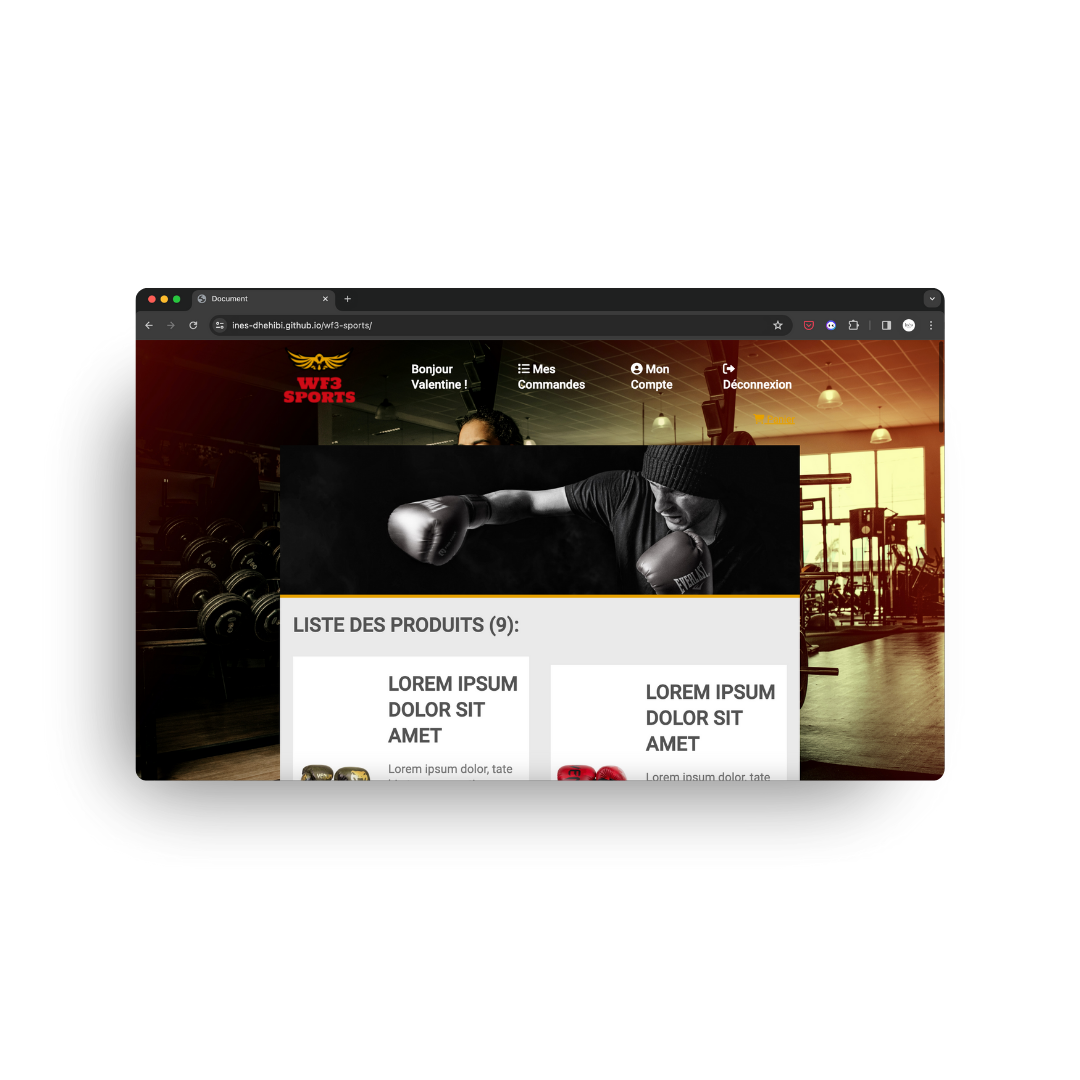 Document
ines-dhehibi.github.io/wf3-sports/
WF3
SPORTS
Bonjour
Valentine !
Mes
Commandes
Mon
Compte
Déconnexion
LISTE DES PRODUITS (9):
EVERLAST
LOREM IPSUM
DOLOR SIT
AMET
Lorem ipsum dolor, tate
LOREM IPSUM
DOLOR SIT
AMET
Lorem ipsum dolor, tate